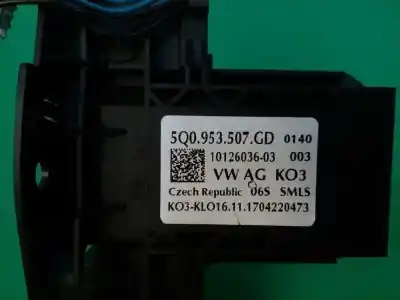 5Q0.953.507.GD 0140
10126036-03 003
VW AG KO3
Czech Republic 06S SMLS
KO3-KLO16.11.1704220473